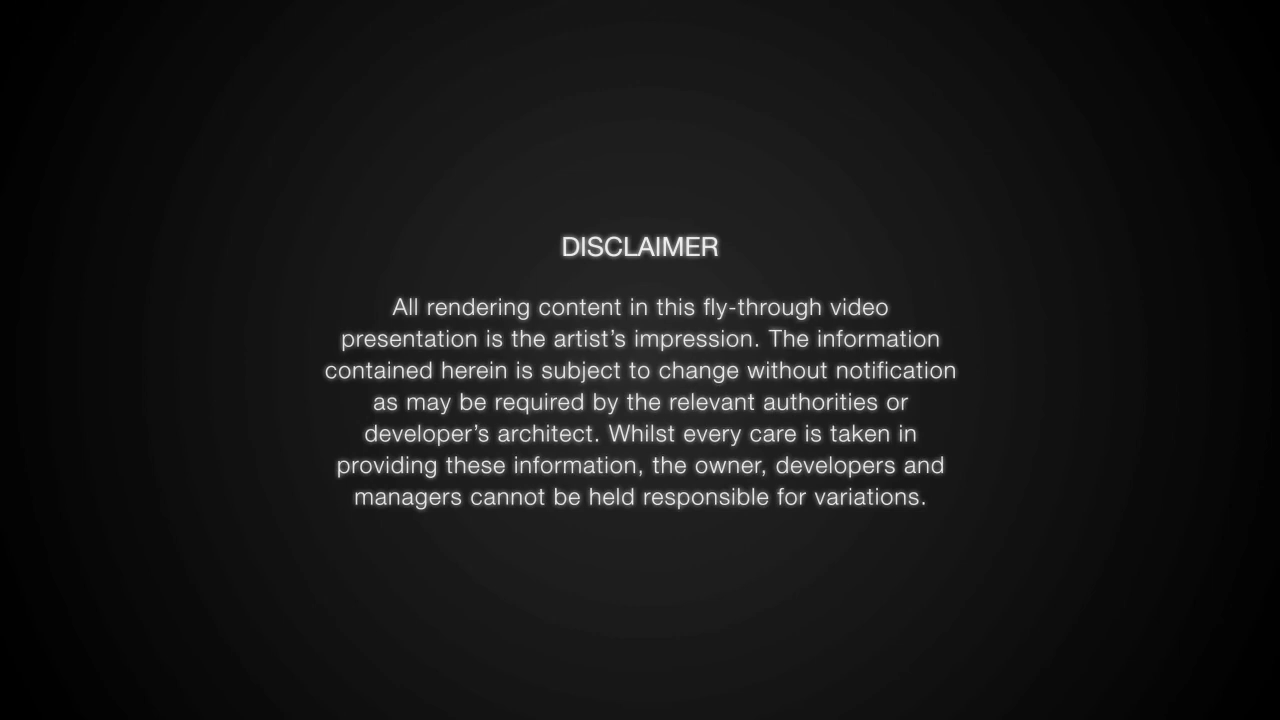 DISCLAIMER
All rendering content in this fly-through video
presentation is the artist’s impression. The information
contained herein is subject to change without notification
as may be required by the relevant authorities or
developer’s architect. Whilst every care is taken in
providing these information, the owner, developers and
managers cannot be held responsible for variations.